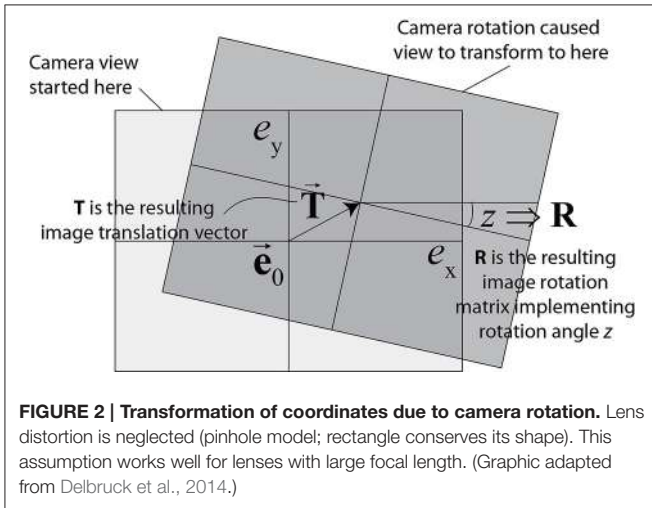 Camera rotation caused
view to transform to here
Camera view
started here
e_y
T
T is the resulting
image translation vector
z ⇒ R
e_0
e_x
R is the resulting
image rotation
matrix implementing
rotation angle z
FIGURE 2 | Transformation of coordinates due to camera rotation. Lens
distortion is neglected (pinhole model; rectangle conserves its shape). This
assumption works well for lenses with large focal length. (Graphic adapted
from Delbruck et al., 2014.)